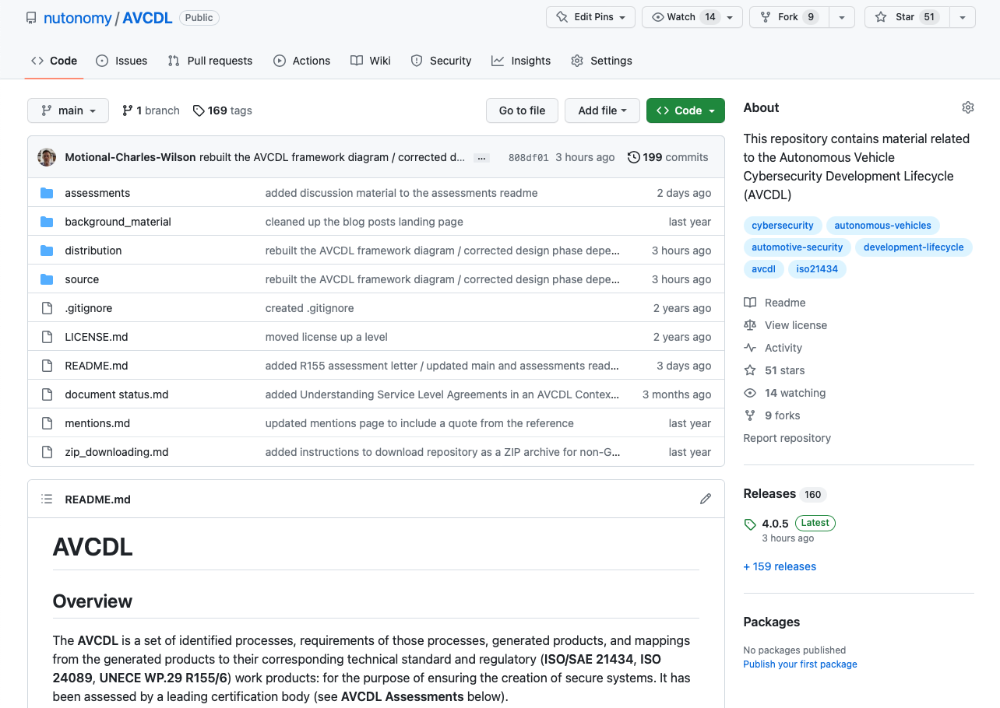 nutonomy / AVCDL Public
Edit Pins Watch 14 Fork 9 Star 51
Code Issues Pull requests Actions Wiki Security Insights Settings
main 1 branch 169 tags Go to file Add file Code
Motional-Charles-Wilson rebuilt the AVCDL framework diagram / corrected d... ... 808df01 3 hours ago 199 commits
assessments added discussion material to the assessments readme 2 days ago
background_material cleaned up the blog posts landing page last year
distribution rebuilt the AVCDL framework diagram / corrected design phase depe... 3 hours ago
source rebuilt the AVCDL framework diagram / corrected design phase depe... 3 hours ago
.gitignore created .gitignore 2 years ago
LICENSE.md moved license up a level 2 years ago
README.md added R155 assessment letter / updated main and assessments read... 3 days ago
document status.md added Understanding Service Level Agreements in an AVCDL Contex... 3 months ago
mentions.md updated mentions page to include a quote from the reference last year
zip_downloading.md added instructions to download repository as a ZIP archive for non-G... last year
README.md
AVCDL
Overview
The AVCDL is a set of identified processes, requirements of those processes, generated products, and mappings
from the generated products to their corresponding technical standard and regulatory (ISO/SAE 21434, ISO
24089, UNECE WP.29 R155/6) work products: for the purpose of ensuring the creation of secure systems. It has
been assessed by a leading certification body (see AVCDL Assessments below).
About
This repository contains material related
to the Autonomous Vehicle
Cybersecurity Development Lifecycle
(AVCDL)
cybersecurity autonomous-vehicles
automotive-security development-lifecycle
avcdl iso21434
Readme
View license
Activity
51 stars
14 watching
9 forks
Report repository
Releases 160
4.0.5 Latest
3 hours ago
+ 159 releases
Packages
No packages published
Publish your first package